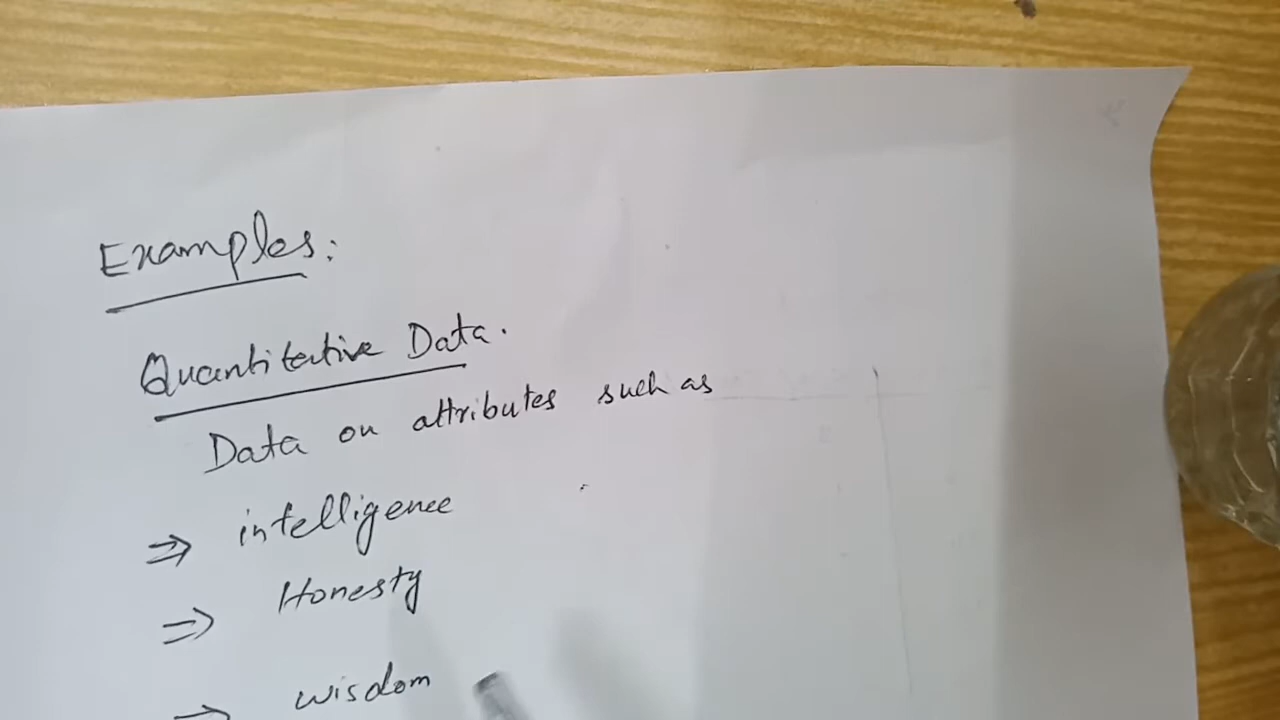 Examples:
Quantitative Data.
Data on attributes such as
⇒ intelligence
⇒ Honesty
⇒ wisdom